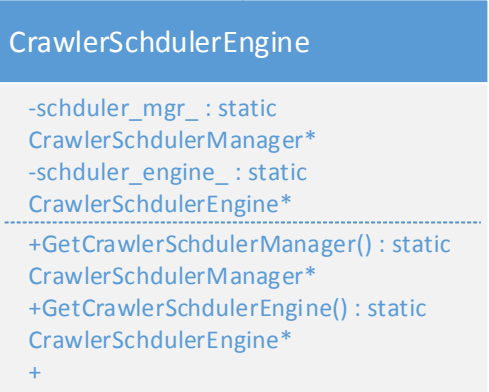 CrawlerSchdulerEngine
-schduler_mgr_ : static
CrawlerSchdulerManager*
-schduler_engine_ : static
CrawlerSchdulerEngine*
+GetCrawlerSchdulerManager() : static
CrawlerSchdulerManager*
+GetCrawlerSchdulerEngine() : static
CrawlerSchdulerEngine*
+